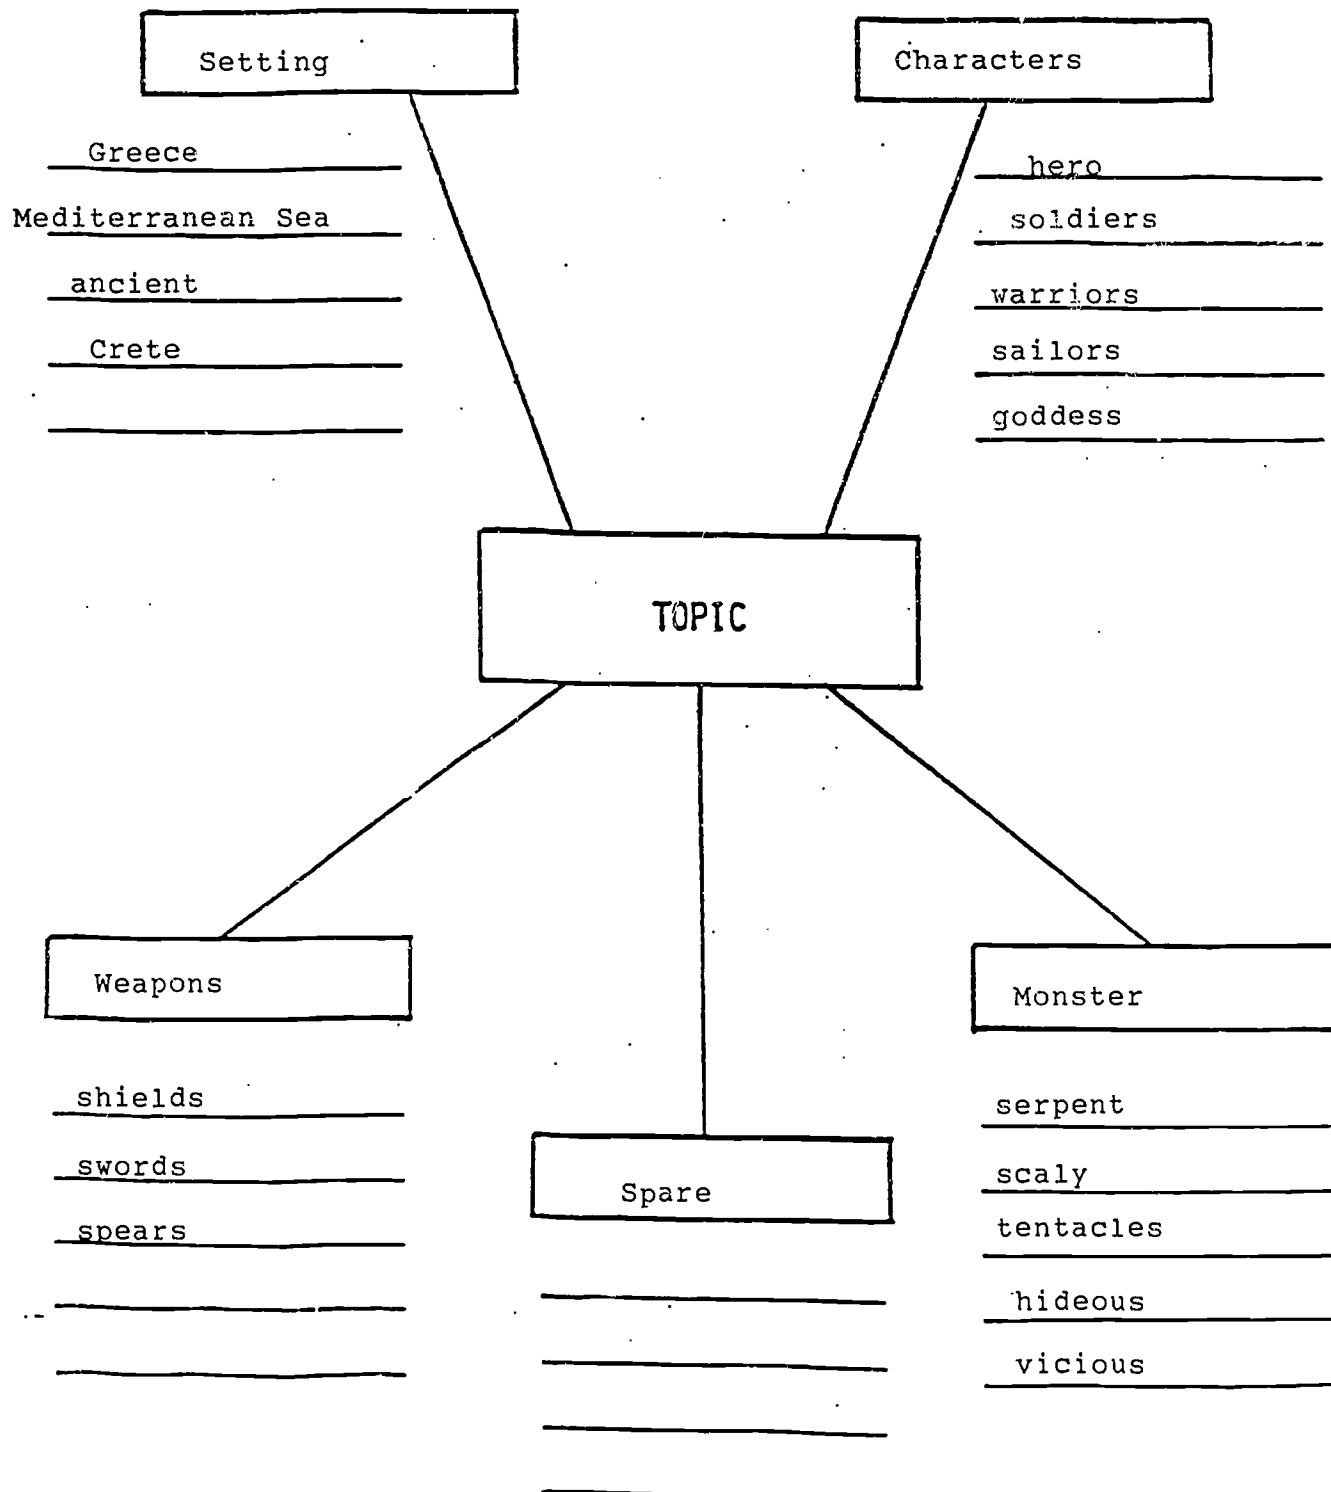 Setting
Characters
Greece
Mediterranean Sea
ancient
Crete
hero
soldiers
warriors
sailors
goddess
TOPIC
Weapons
shields
swords
spears
Spare
Monster
serpent
scaly
tentacles
hideous
vicious